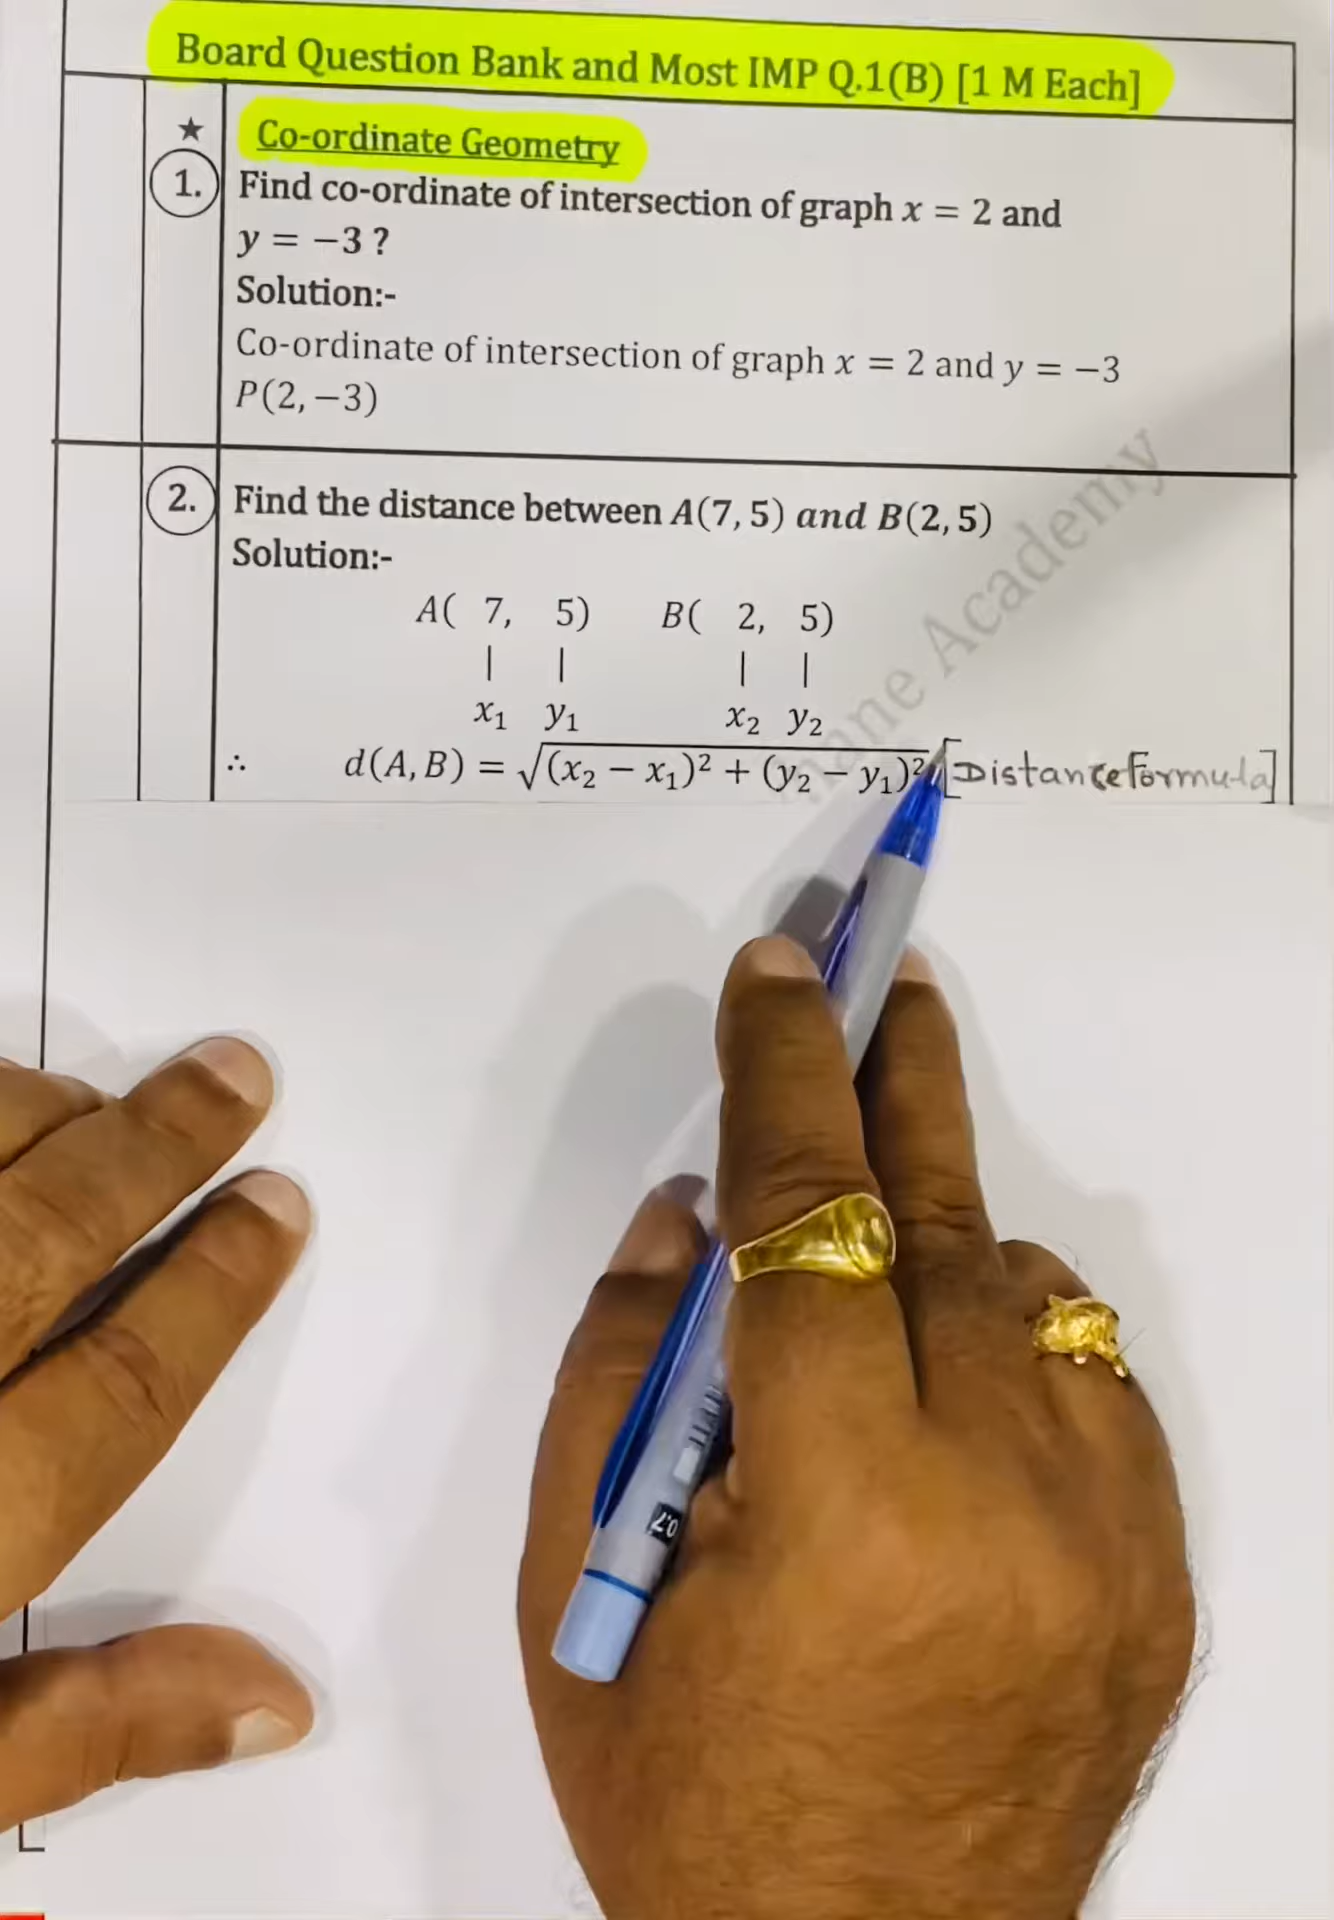 Board Question Bank and Most IMP Q.1(B) [1 M Each]
★ Co-ordinate Geometry
1. Find co-ordinate of intersection of graph x = 2 and
y = −3 ?
Solution:-
Co-ordinate of intersection of graph x = 2 and y = −3
P(2, −3)
2. Find the distance between A(7, 5) and B(2, 5)
Solution:-
A( 7, 5) B( 2, 5)
| | | |
x₁ y₁ x₂ y₂
∴ d(A, B) = √(x₂ − x₁)² + (y₂ − y₁)² [Distance Formula]
Academy
0.7